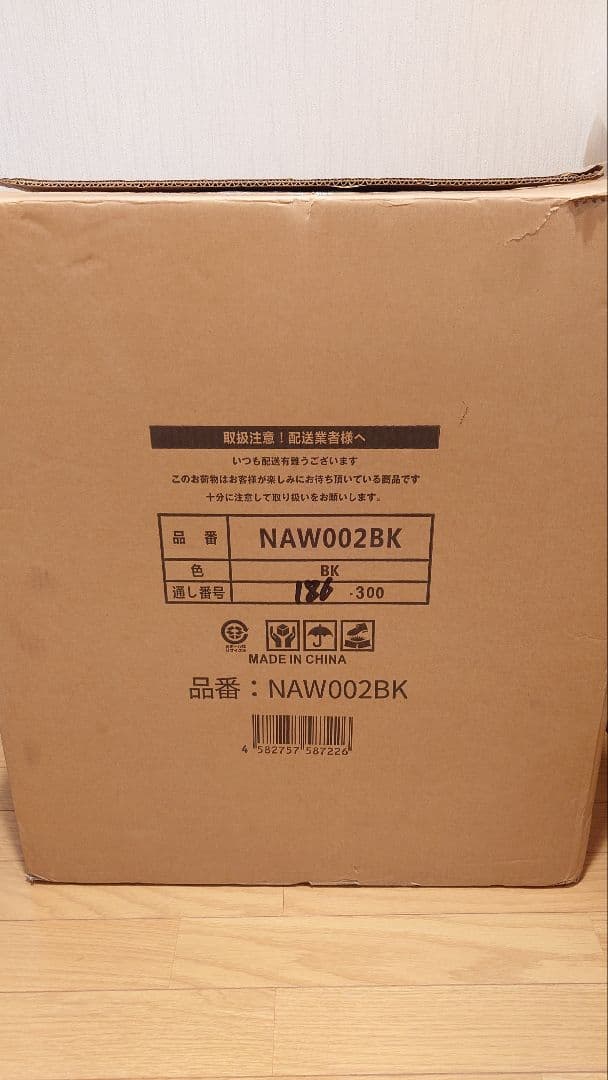 取扱注意！配送業者様へ
いつも配送有難うございます
このお荷物はお客様が楽しみにお待ち頂いている商品です
十分に注意して取り扱いをお願いします。
品 番 NAW002BK
色 BK
通し番号 186 -300
MADE IN CHINA
品番：NAW002BK
4 582757 587226